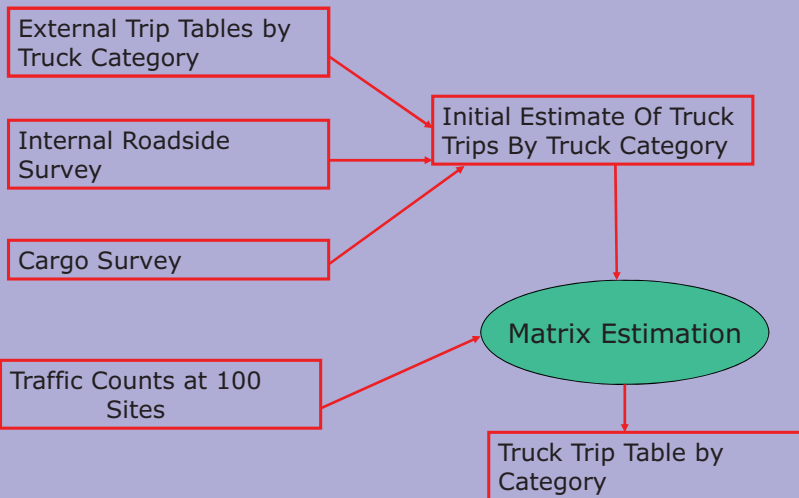 External Trip Tables by
Truck Category
Initial Estimate Of Truck
Trips By Truck Category
Internal Roadside
Survey
Cargo Survey
Matrix Estimation
Traffic Counts at 100
Sites
Truck Trip Table by
Category